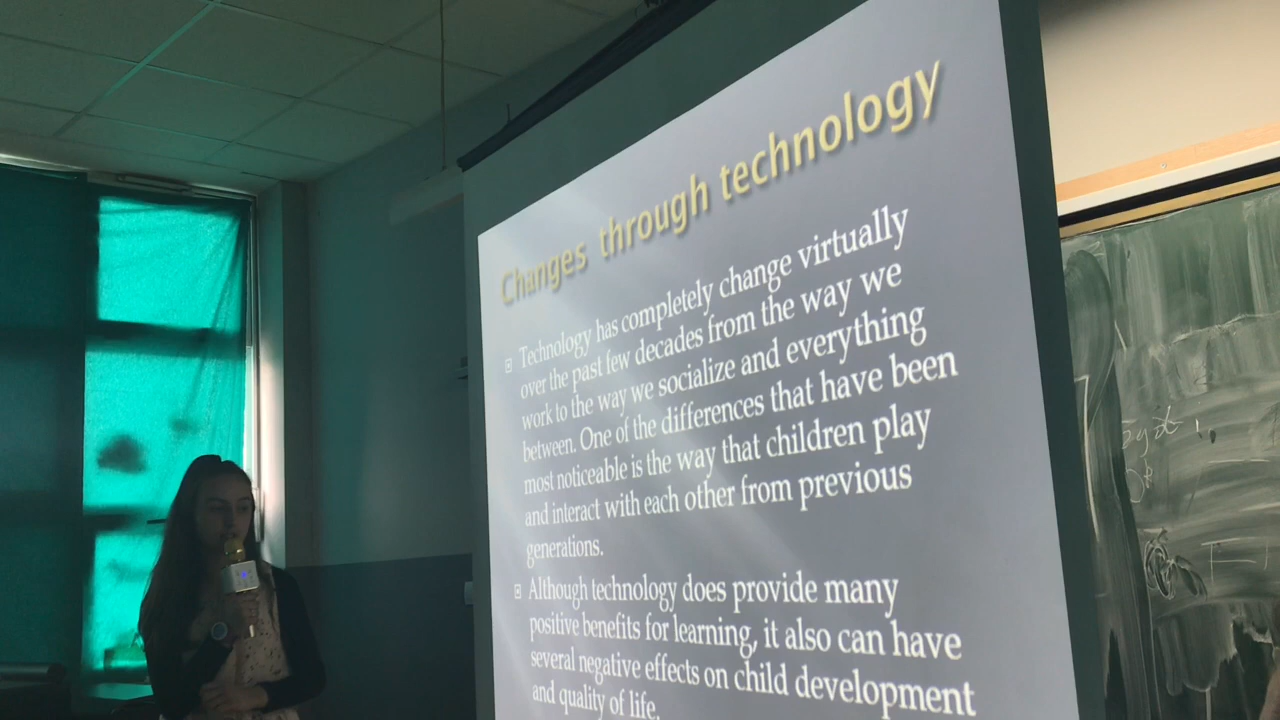 Changes through technology
Technology has completely change virtually
over the past few decades from the way we
work to the way we socialize and everything
between. One of the differences that have been
most noticeable is the way that children play
and interact with each other from previous
generations.
Although technology does provide many
positive benefits for learning, it also can have
several negative effects on child development
and quality of life.